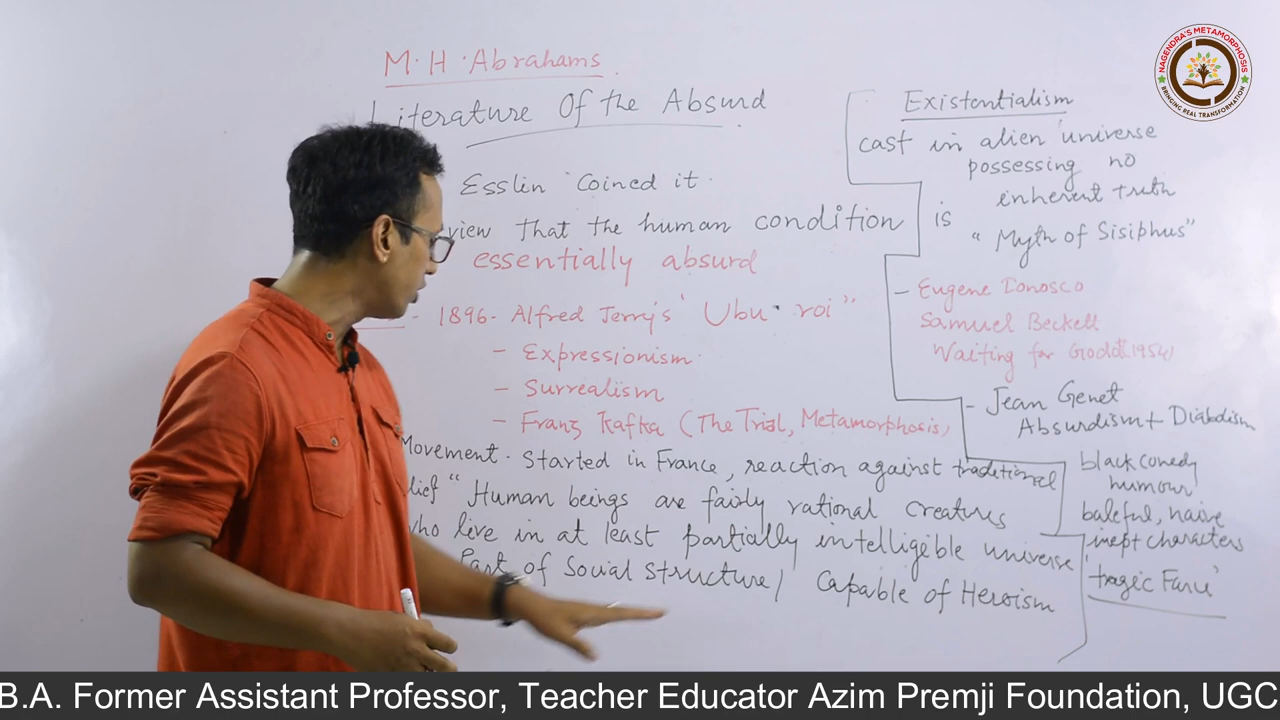 M.H.Abrahams
Literature Of the Absurd
Esslin coined it.
view that the human condition is
essentially absurd
- 1896- Alfred Jerry's 'Ubu roi"
- Expressionism
- Surrealism
- Franz Kafka (The Trial, Metamorphosis)
Movement. Started in France, reaction against traditional
lief "Human beings are fairly rational creatures
who live in at least partially intelligible universe
Part of Social structure, Capable of Heroism
Existentialism
cast in alien universe
possessing no
inherent truth
"Myth of Sisiphus"
- Eugene Ionosco
Samuel Beckett
Waiting for Godot (1954)
- Jean Genet
Absurdism + Diabolism
black comedy
humour
baleful, naive
inept characters
'tragic Farce'
NAGENDRA'S METAMORPHOSIS
BRINGING REAL TRANSFORMATION
B.A. Former Assistant Professor, Teacher Educator Azim Premji Foundation, UGC